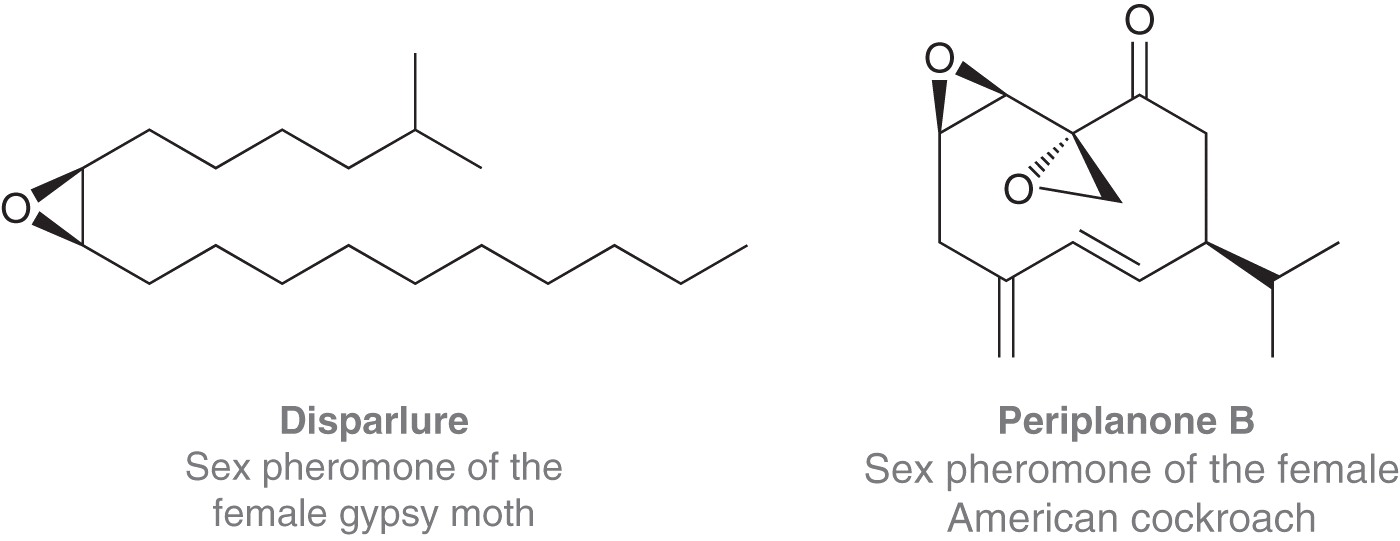 O
O
O
O
Disparlure
Sex pheromone of the
female gypsy moth
Periplanone B
Sex pheromone of the female
American cockroach